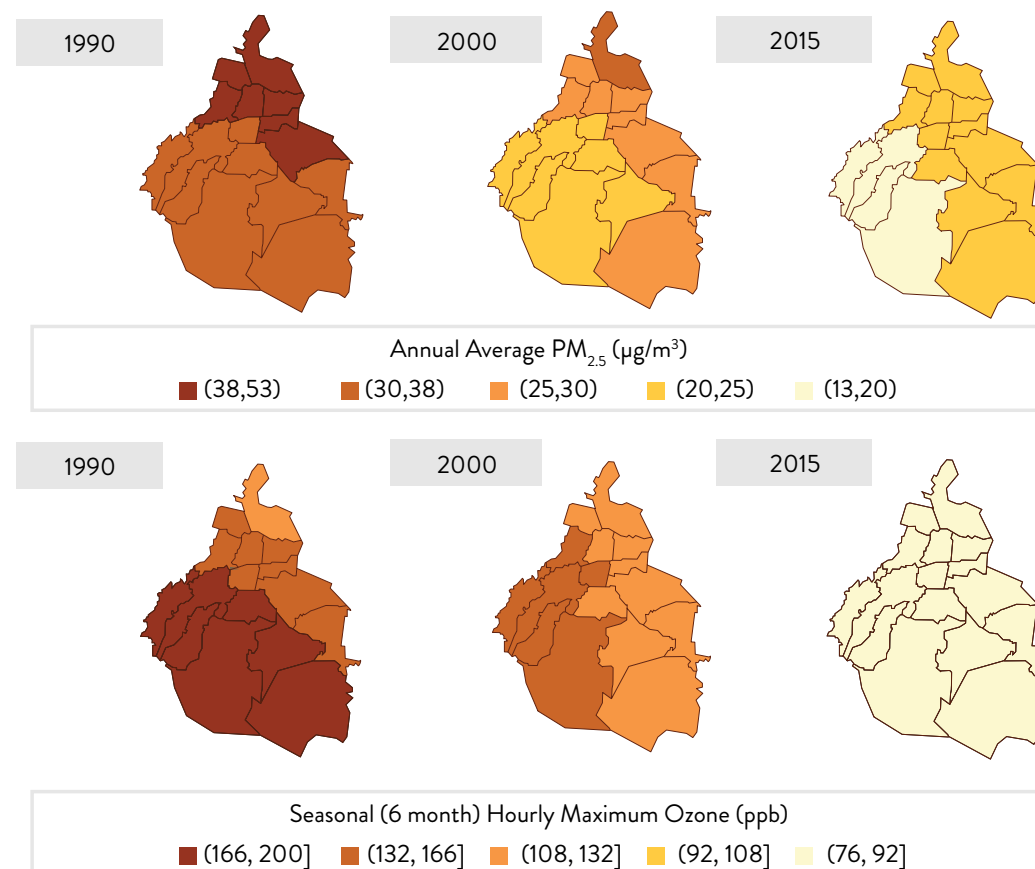 1990 2000 2015
Annual Average PM2.5 (µg/m³)
(38,53) (30,38) (25,30) (20,25) (13,20)
1990 2000 2015
Seasonal (6 month) Hourly Maximum Ozone (ppb)
(166, 200] (132, 166] (108, 132] (92, 108] (76, 92]